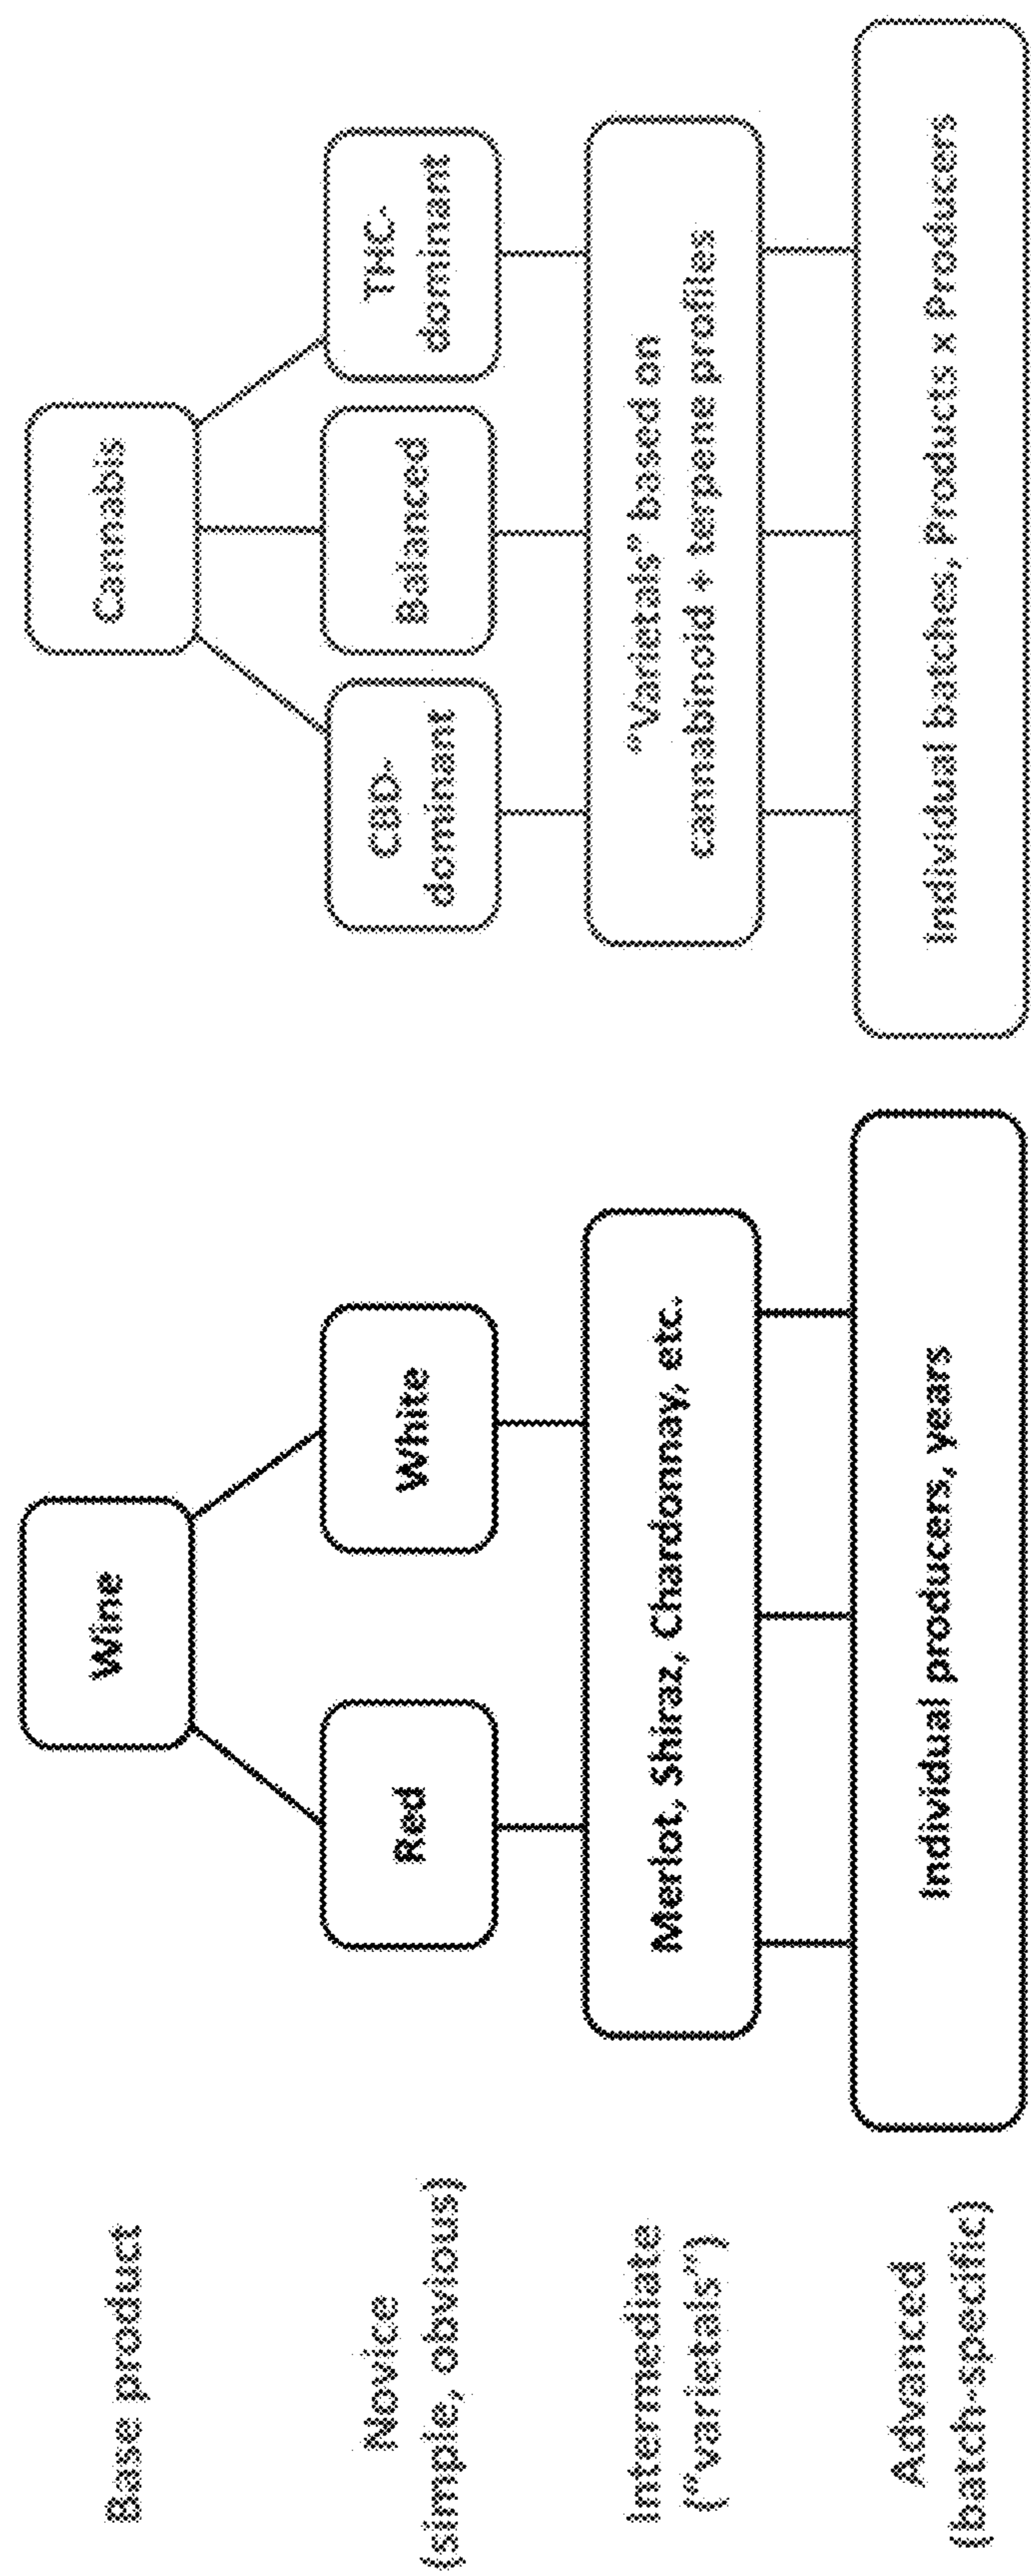 Base product
Wine
Cannabis
Novice
(simple, obvious)
Red
White
CBD-
dominant
Balanced
THC-
dominant
Intermediate
("varietals")
Merlot, Shiraz, Chardonnay, etc.
"Varietals" based on
cannabinoid + terpene profiles
Advanced
(batch-specific)
Individual producers, years
Individual batches, Products x Producers